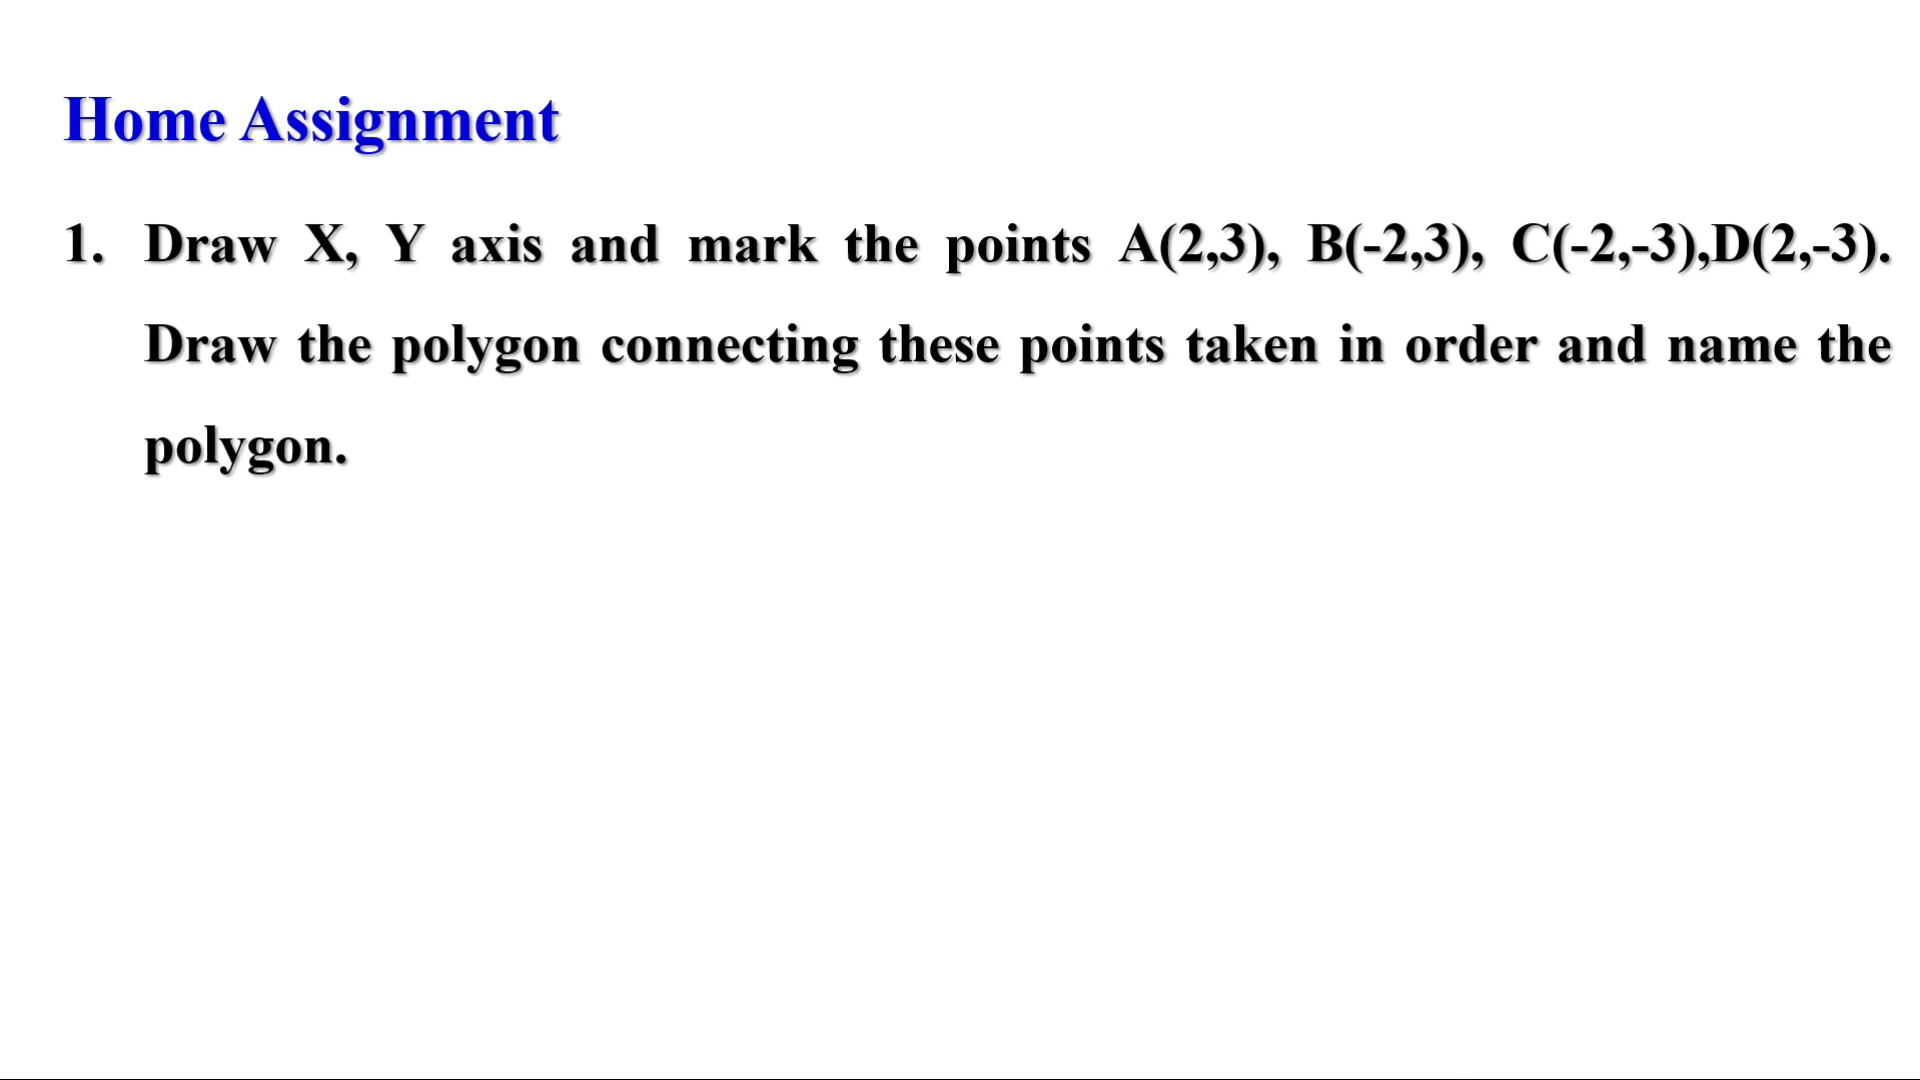 Home Assignment
1. Draw X, Y axis and mark the points A(2,3), B(-2,3), C(-2,-3),D(2,-3).
Draw the polygon connecting these points taken in order and name the
polygon.